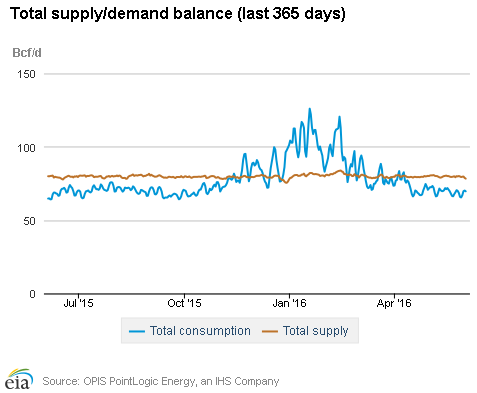 Total supply/demand balance (last 365 days)
Bcf/d
150
100
50
0
Jul '15 Oct '15 Jan '16 Apr '16
Total consumption Total supply
eia Source: OPIS PointLogic Energy, an IHS Company